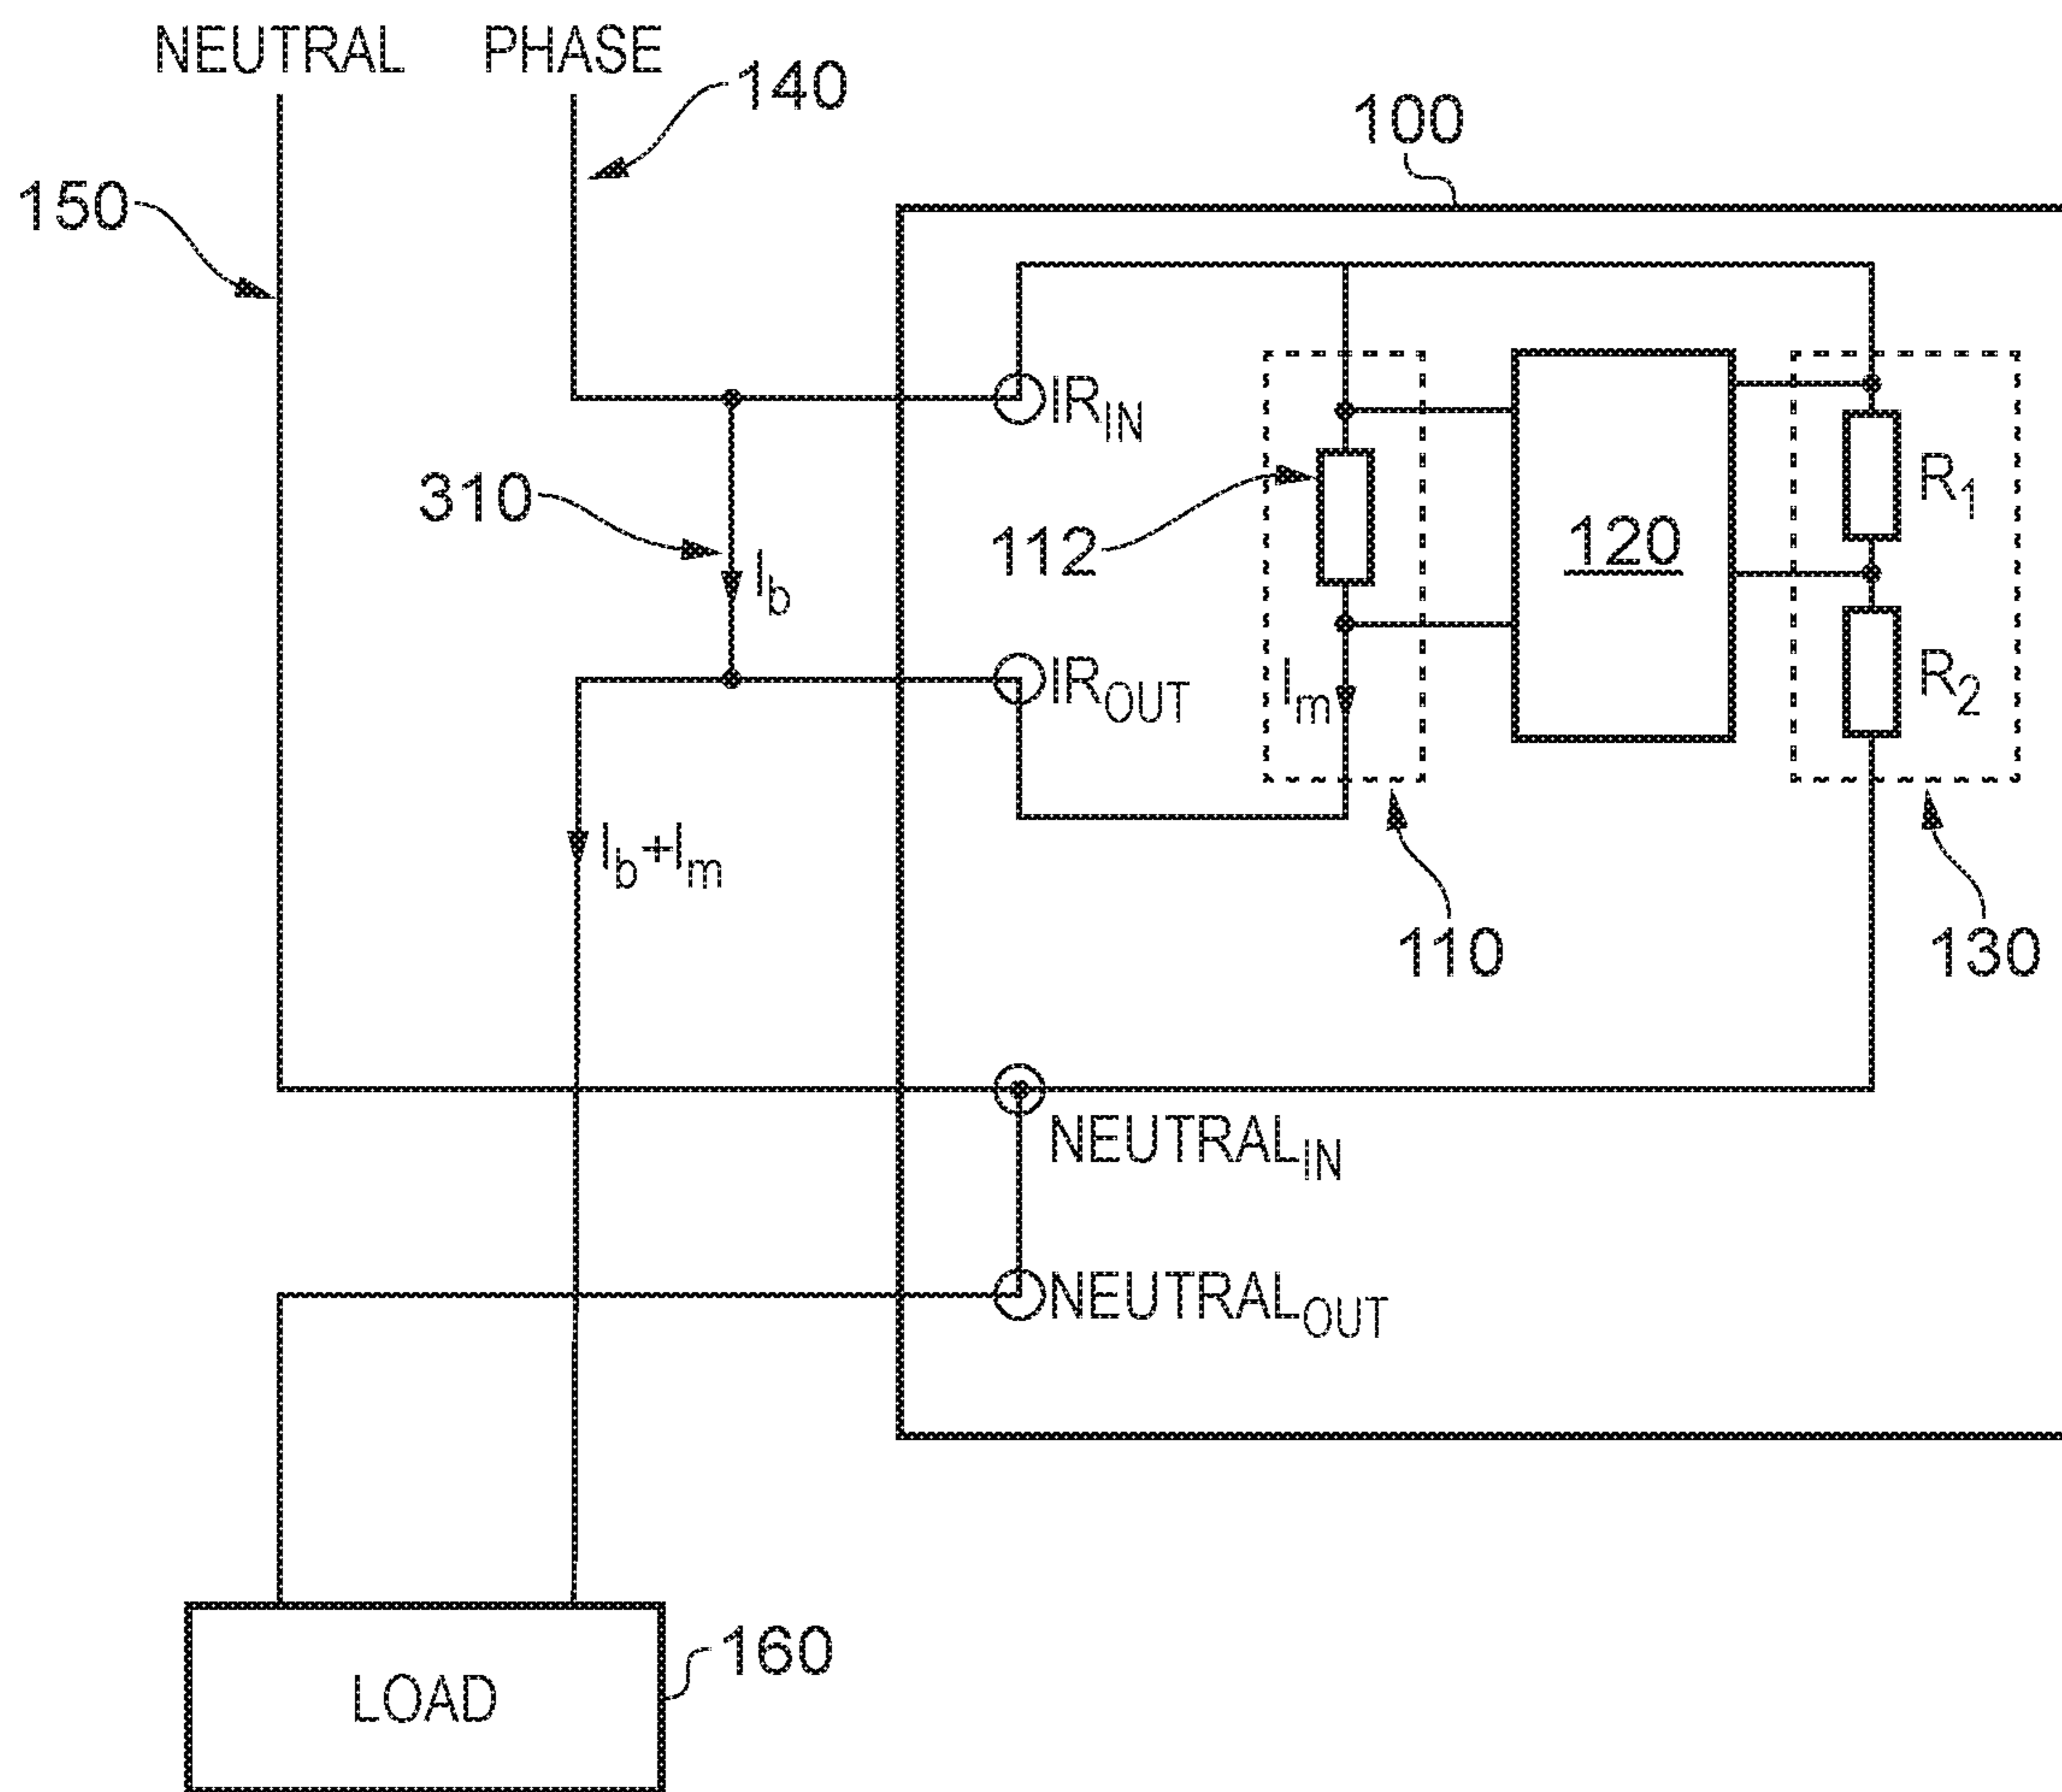 NEUTRAL PHASE
140
100
150
IR_IN
310
112
120
R_1
I_b
IR_OUT
I_m
R_2
I_b+I_m
110
130
NEUTRAL_IN
NEUTRAL_OUT
160
LOAD